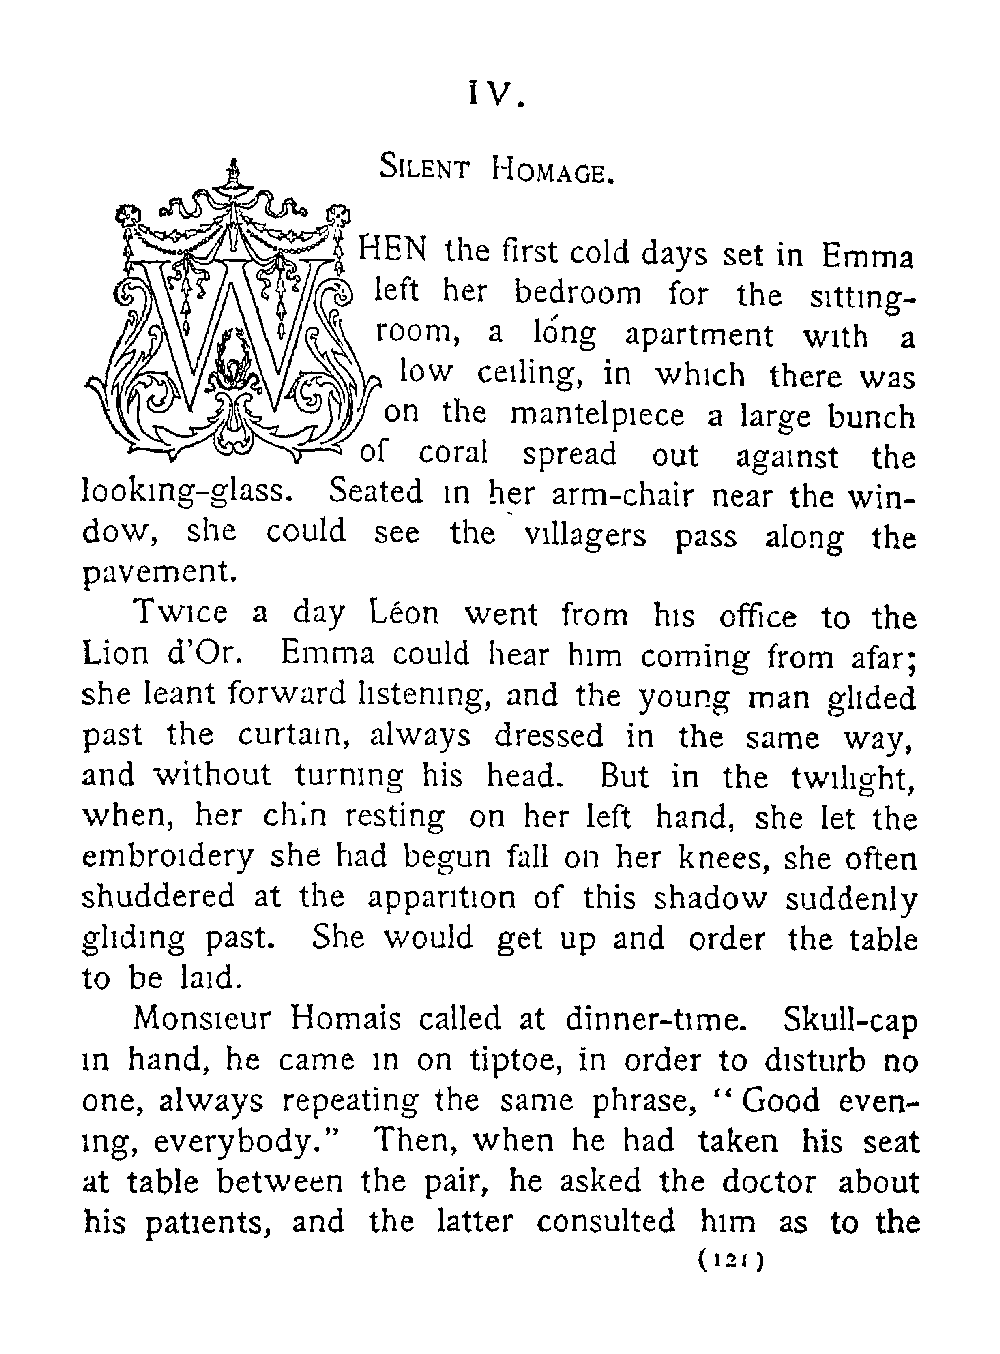 IV.
SILENT HOMAGE.
WHEN the first cold days set in Emma
left her bedroom for the sitting-
room, a long apartment with a
low ceiling, in which there was
on the mantelpiece a large bunch
of coral spread out against the
looking-glass. Seated in her arm-chair near the win-
dow, she could see the villagers pass along the
pavement.
Twice a day Léon went from his office to the
Lion d'Or. Emma could hear him coming from afar;
she leant forward listening, and the young man glided
past the curtain, always dressed in the same way,
and without turning his head. But in the twilight,
when, her chin resting on her left hand, she let the
embroidery she had begun fall on her knees, she often
shuddered at the apparition of this shadow suddenly
gliding past. She would get up and order the table
to be laid.
Monsieur Homais called at dinner-time. Skull-cap
in hand, he came in on tiptoe, in order to disturb no
one, always repeating the same phrase, "Good even-
ing, everybody." Then, when he had taken his seat
at table between the pair, he asked the doctor about
his patients, and the latter consulted him as to the
(121)